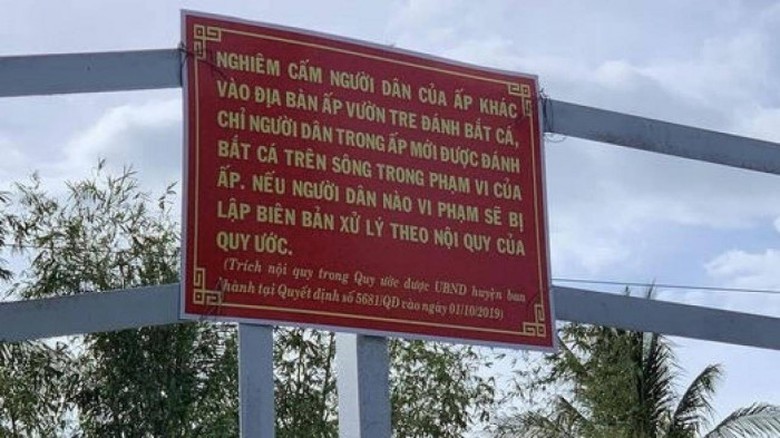 NGHIÊM CẤM NGƯỜI DÂN CỦA ẤP KHÁC
VÀO ĐỊA BÀN ẤP VƯỜN TRE ĐÁNH BẮT CÁ,
CHỈ NGƯỜI DÂN TRONG ẤP MỚI ĐƯỢC ĐÁNH
BẮT CÁ TRÊN SÔNG TRONG PHẠM VI CỦA
ẤP. NẾU NGƯỜI DÂN NÀO VI PHẠM SẼ BỊ
LẬP BIÊN BẢN XỬ LÝ THEO NỘI QUY CỦA
QUY ƯỚC.
(Trích nội quy trong Quy ước được UBND huyện ban
hành tại Quyết định số 5681/QĐ vào ngày 01/10/2019)